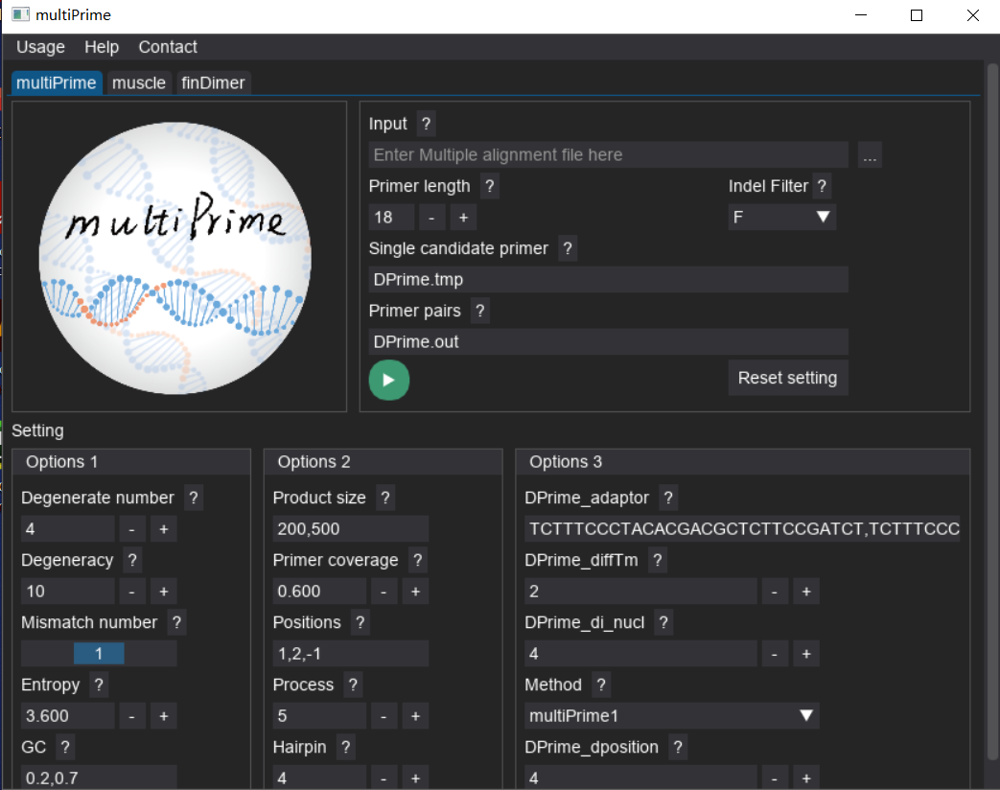 multiPrime
Usage Help Contact
multiPrime muscle finDimer
multiPrime
Input ?
Enter Multiple alignment file here ...
Primer length ? Indel Filter ?
18 - + F
Single candidate primer ?
DPrime.tmp
Primer pairs ?
DPrime.out
Reset setting
Setting
Options 1
Degenerate number ?
4 - +
Degeneracy ?
10 - +
Mismatch number ?
1
Entropy ?
3.600 - +
GC ?
0.2,0.7
Options 2
Product size ?
200,500
Primer coverage ?
0.600 - +
Positions ?
1,2,-1
Process ?
5 - +
Hairpin ?
4 - +
Options 3
DPrime_adaptor ?
TCTTTCCCTACACGACGCTCTTCCGATCT,TCTTTCCC
DPrime_diffTm ?
2 - +
DPrime_di_nucl ?
4 - +
Method ?
multiPrime1
DPrime_dposition ?
4 - +